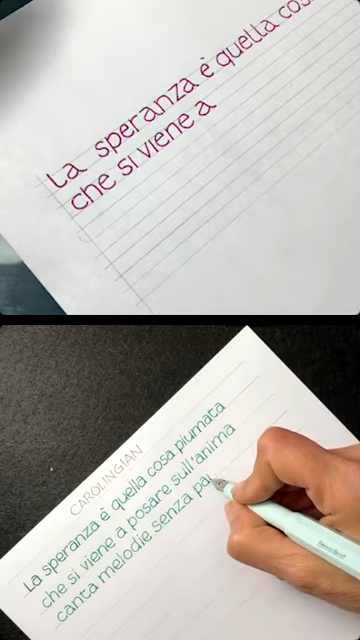 La speranza è quella cos
che si viene a
CAROLINGIAN
La speranza è quella cosa piumata
che si viene a posare sull'anima
canta melodie senza pa